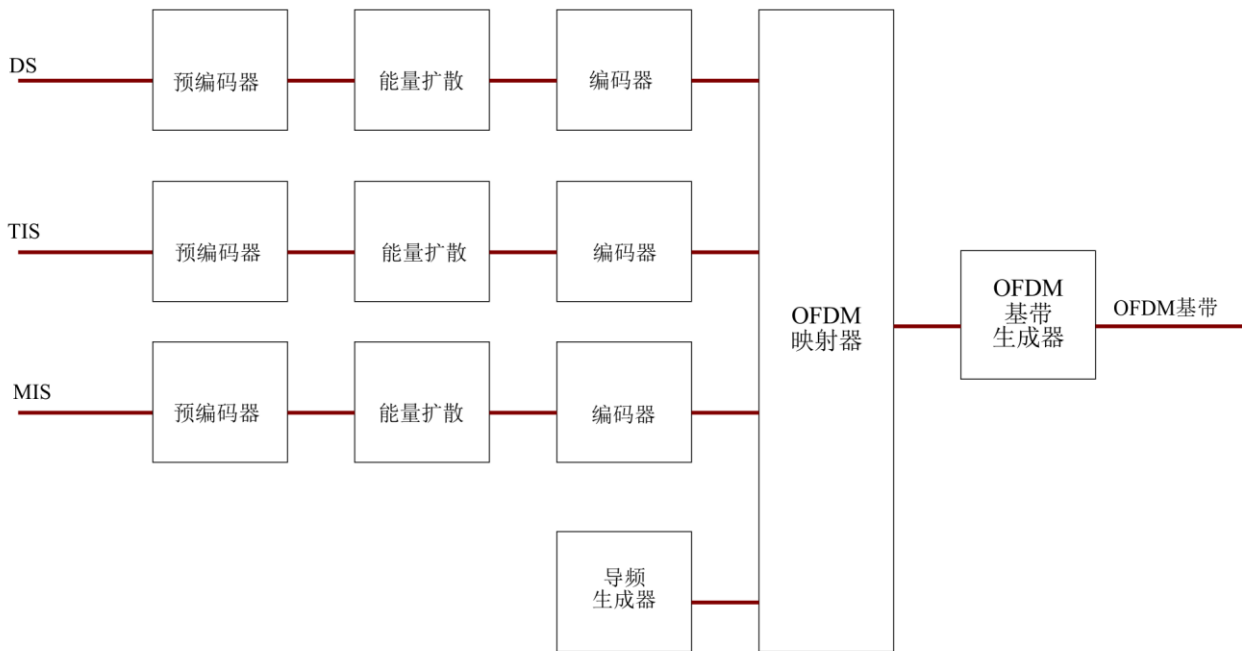 DS
预编码器
能量扩散
编码器
TIS
预编码器
能量扩散
编码器
MIS
预编码器
能量扩散
编码器
导频
生成器
OFDM
映射器
OFDM
基带
生成器
OFDM基带